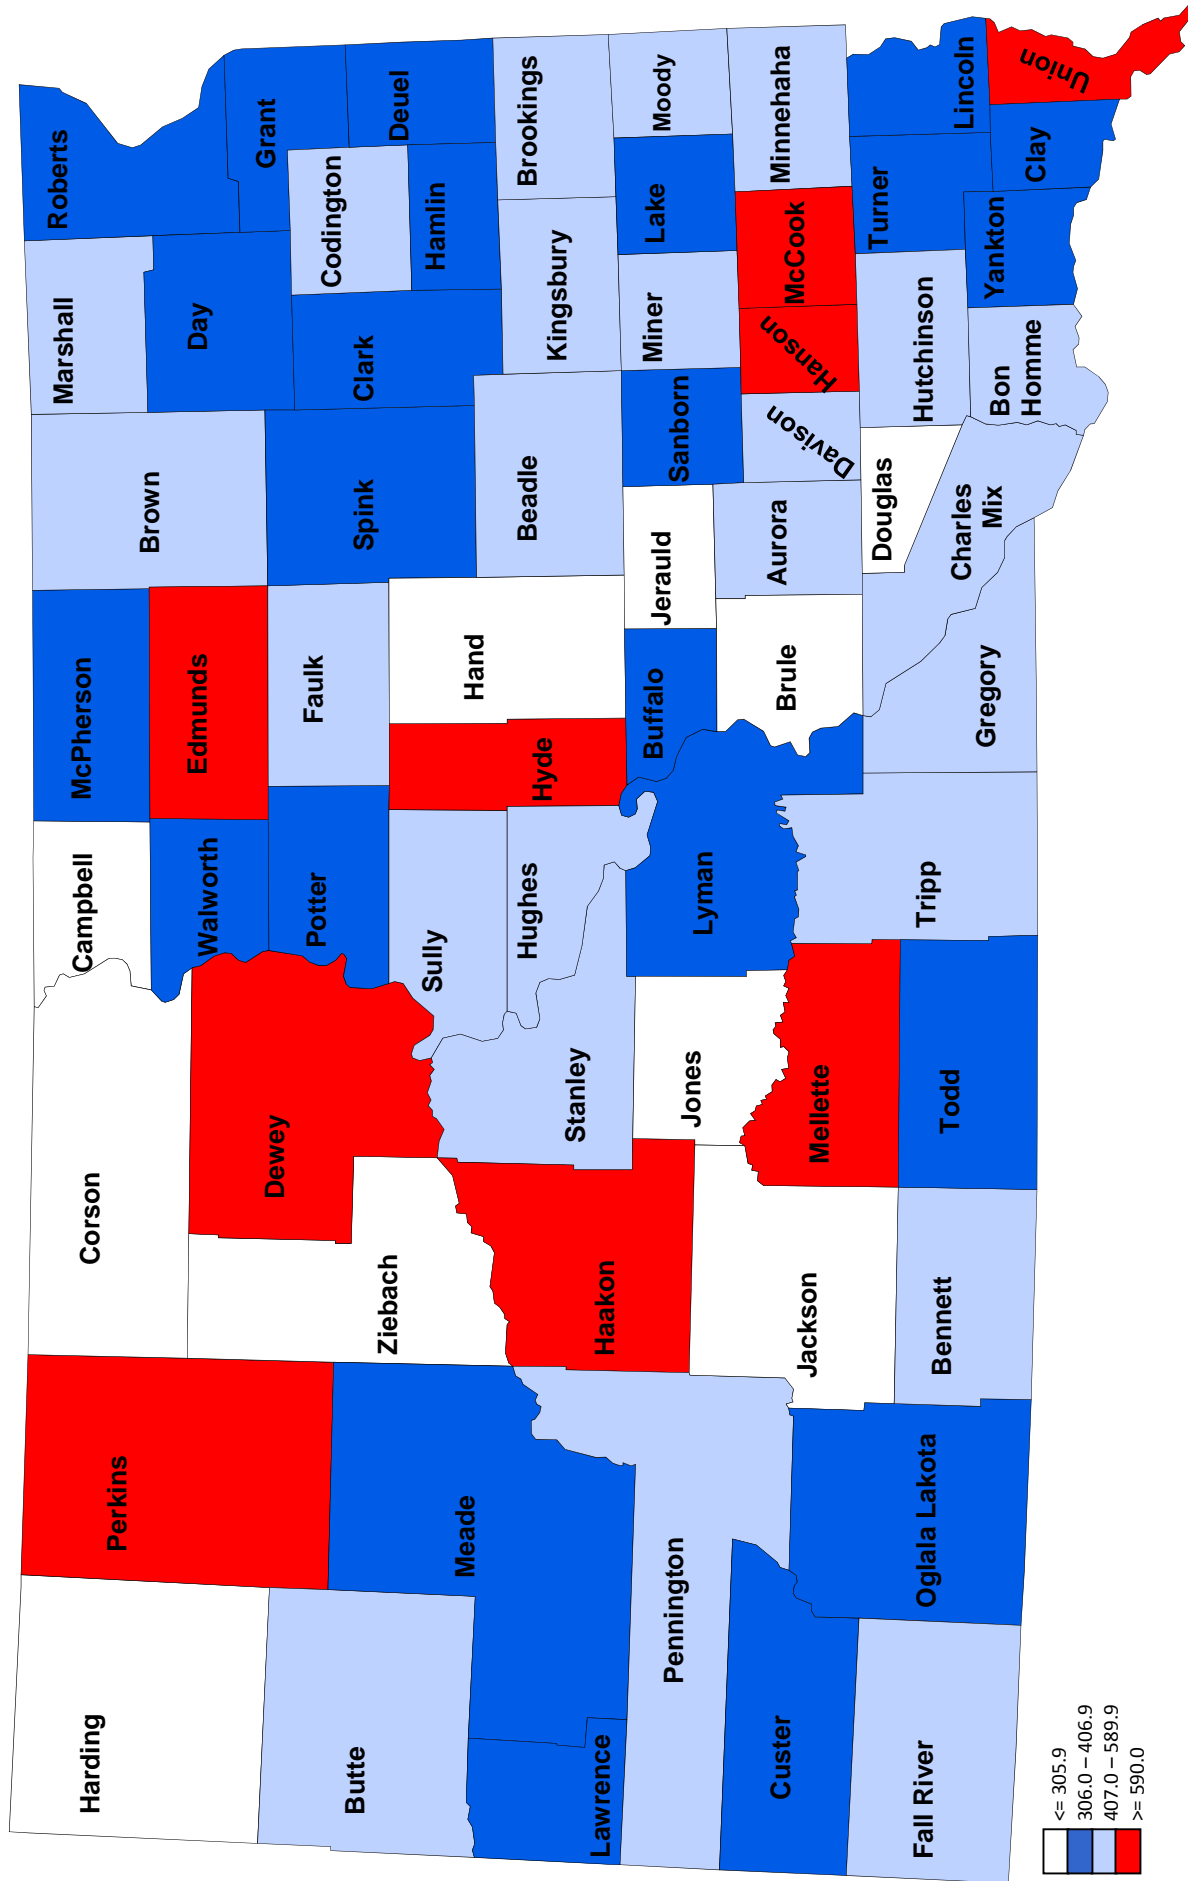 Harding
Perkins
Corson
Campbell
McPherson
Brown
Marshall
Roberts
Dewey
Walworth
Edmunds
Day
Grant
Butte
Meade
Ziebach
Potter
Faulk
Spink
Clark
Codington
Deuel
Hamlin
Sully
Hyde
Hand
Beadle
Kingsbury
Brookings
Lawrence
Haakon
Stanley
Hughes
Buffalo
Jerauld
Sanborn
Miner
Lake
Moody
Pennington
Jones
Lyman
Brule
Aurora
Davison
Hanson
McCook
Minnehaha
Custer
Jackson
Mellette
Tripp
Gregory
Charles
Mix
Douglas
Hutchinson
Turner
Lincoln
Fall River
Oglala Lakota
Bennett
Todd
Bon
Homme
Yankton
Clay
Union
<= 305.9
306.0 – 406.9
407.0 – 589.9
>= 590.0